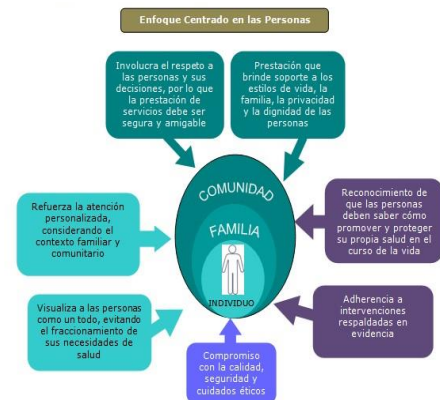 Enfoque Centrado en las Personas
Involucra el respeto a
las personas y sus
decisiones, por lo que
la prestación de
servicios debe ser
segura y amigable
Prestación que
brinde soporte a los
estilos de vida, la
familia, la privacidad
y la dignidad de las
personas
Refuerza la atención
personalizada,
considerando el
contexto familiar y
comunitario
COMUNIDAD
FAMILIA
INDIVIDUO
Reconocimiento de
que las personas
deben saber cómo
promover y proteger
su propia salud en el
curso de la vida
Visualiza a las personas
como un todo, evitando
el fraccionamiento de
sus necesidades de
salud
Adherencia a
intervenciones
respaldadas en
evidencia
Compromiso
con la calidad,
seguridad y
cuidados éticos